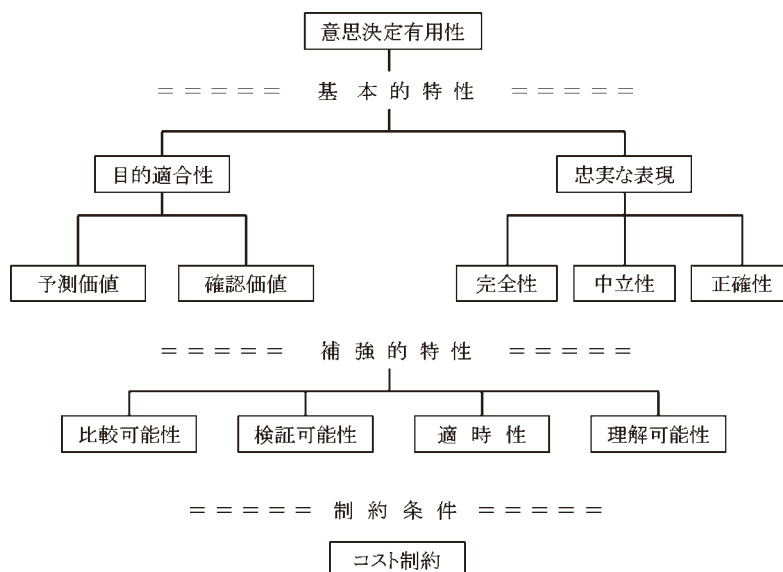 意思決定有用性
===== 基本的特性 =====
目的適合性 忠実な表現
予測価値 確認価値 完全性 中立性 正確性
===== 補強的特性 =====
比較可能性 検証可能性 適時性 理解可能性
===== 制約条件 =====
コスト制約